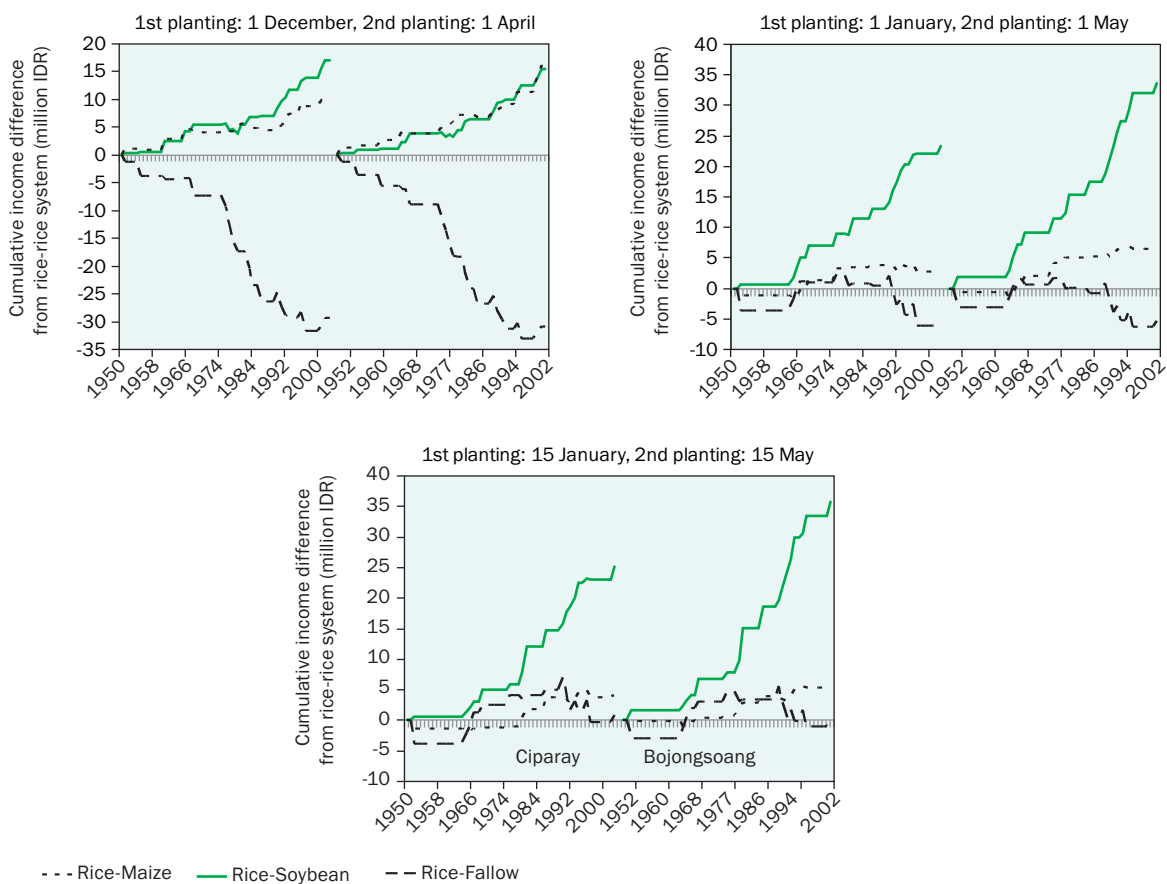 1st planting: 1 December, 2nd planting: 1 April
Cumulative income difference
from rice-rice system (million IDR)
20
15
10
5
0
-5
-10
-15
-20
-25
-30
-35
1950 1958 1966 1974 1984 1992 2000 1952 1960 1968 1977 1986 1994 2002
1st planting: 1 January, 2nd planting: 1 May
Cumulative income difference
from rice-rice system (million IDR)
40
35
30
25
20
15
10
5
0
-5
-10
1950 1958 1966 1974 1984 1992 2000 1952 1960 1968 1977 1986 1994 2002
1st planting: 15 January, 2nd planting: 15 May
Cumulative income difference
from rice-rice system (million IDR)
40
35
30
25
20
15
10
5
0
-5
-10
Ciparay Bojongsoang
1950 1958 1966 1974 1984 1992 2000 1952 1960 1968 1977 1986 1994 2002
Rice-Maize Rice-Soybean Rice-Fallow